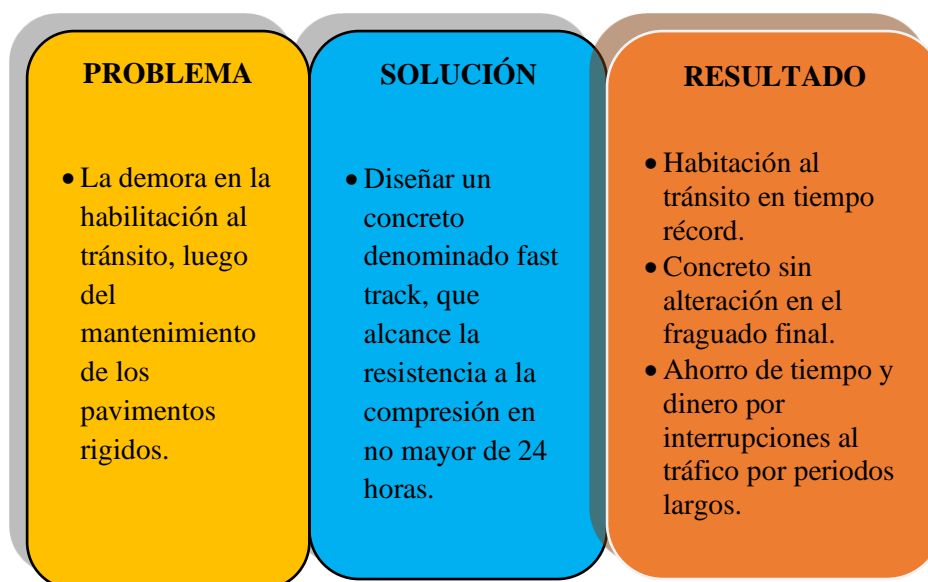 PROBLEMA
• La demora en la
habilitación al
tránsito, luego
del
mantenimiento
de los
pavimentos
rigidos.
SOLUCIÓN
• Diseñar un
concreto
denominado fast
track, que
alcance la
resistencia a la
compresión en
no mayor de 24
horas.
RESULTADO
• Habitación al
tránsito en tiempo
récord.
• Concreto sin
alteración en el
fraguado final.
• Ahorro de tiempo y
dinero por
interrupciones al
tráfico por periodos
largos.